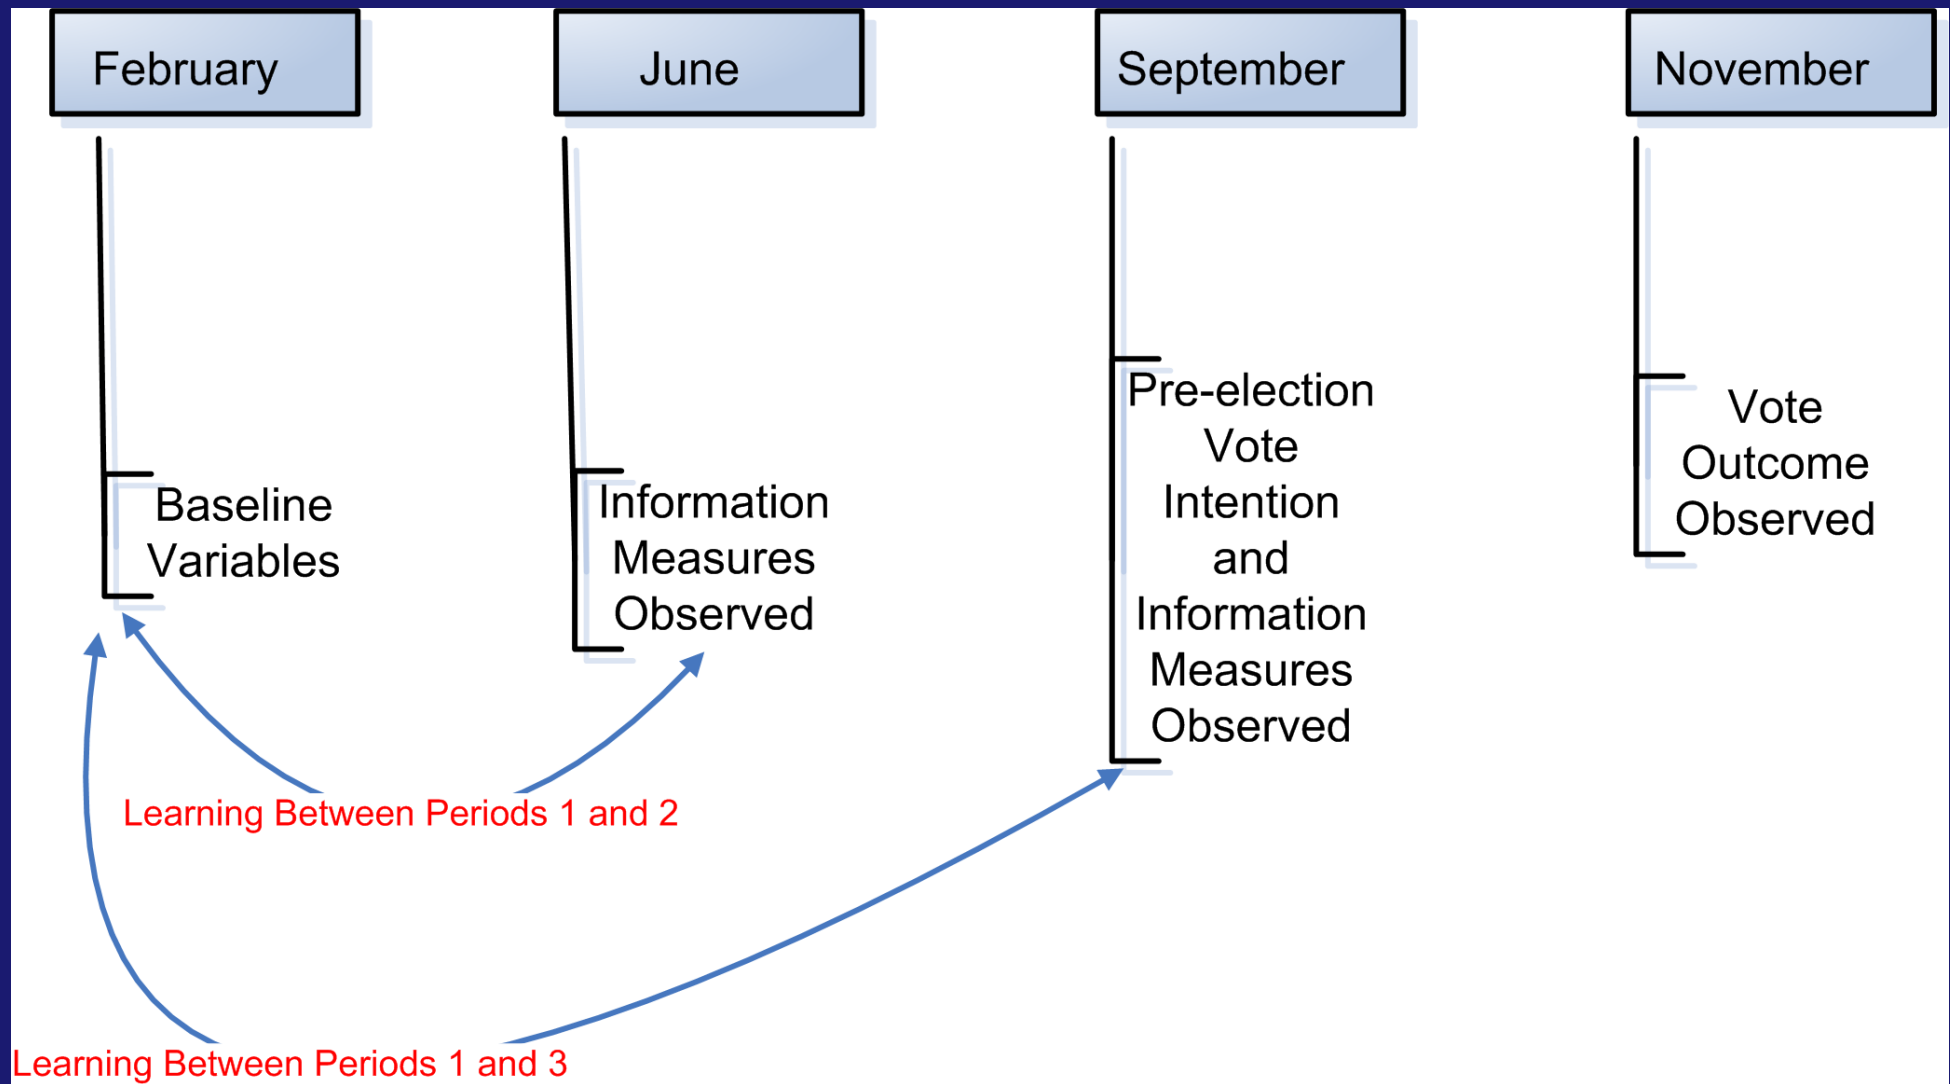 February
June
September
November
Baseline
Variables
Information
Measures
Observed
Pre-election
Vote
Intention
and
Information
Measures
Observed
Vote
Outcome
Observed
Learning Between Periods 1 and 2
Learning Between Periods 1 and 3